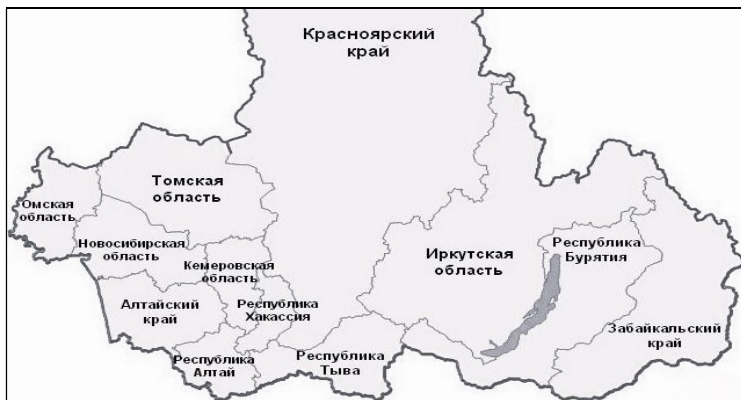 Красноярский
край
Томская
область
Омская
область
Новосибирская
область
Кемеровская
область
Иркутская
область
Республика
Бурятия
Алтайский
край
Республика
Хакассия
Забайкальский
край
Республика
Алтай
Республика
Тыва